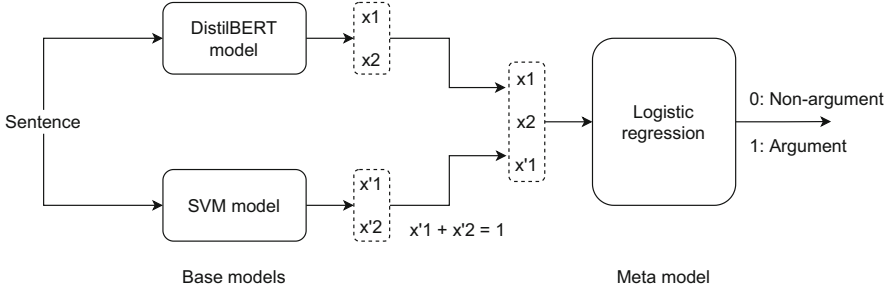 DistilBERT
model
x1
x2
Sentence
SVM model
x'1
x'2
x'1 + x'2 = 1
x1
x2
x'1
Logistic
regression
0: Non-argument
1: Argument
Base models
Meta model